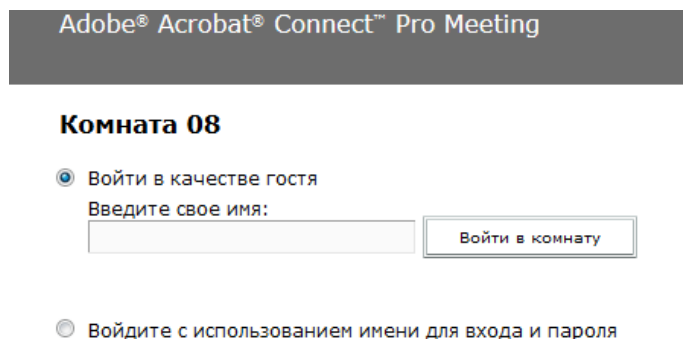 Adobe® Acrobat® Connect™ Pro Meeting
Комната 08
Войти в качестве гостя
Введите свое имя:
Войти в комнату
Войдите с использованием имени для входа и пароля